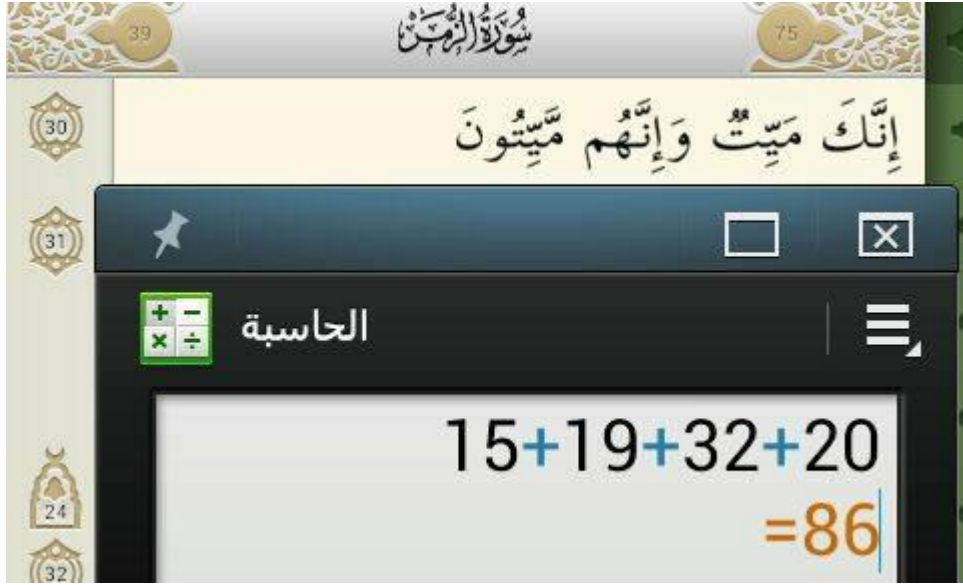 39
سُورَةُ الزُّمَرِ
75
30
إِنَّكَ مَيِّتٌ وَإِنَّهُم مَّيِّتُونَ
31
الحاسبة
15+19+32+20
=86
24
32